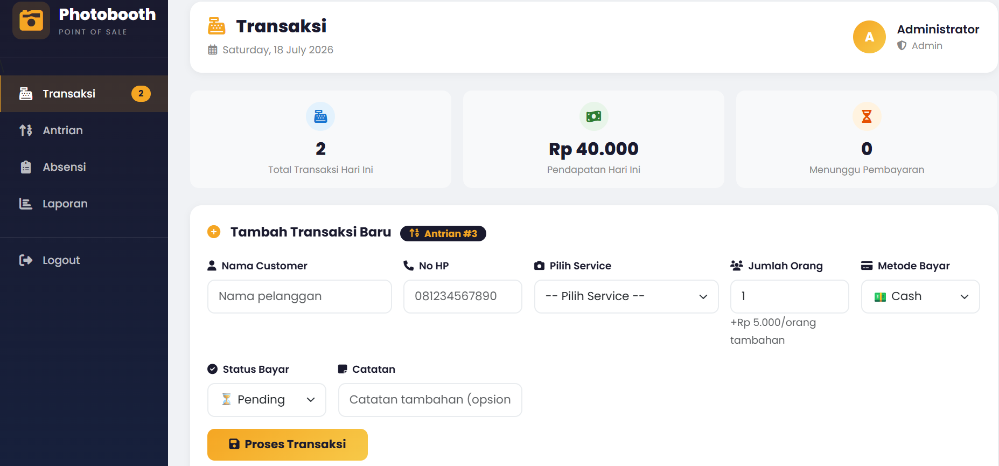 Photobooth
POINT OF SALE
Transaksi
2
Antrian
Absensi
Laporan
Logout
Transaksi
Saturday, 18 July 2026
A
Administrator
Admin
2
Total Transaksi Hari Ini
Rp 40.000
Pendapatan Hari Ini
0
Menunggu Pembayaran
Tambah Transaksi Baru
Antrian #3
Nama Customer
No HP
Pilih Service
Jumlah Orang
Metode Bayar
Nama pelanggan
081234567890
-- Pilih Service --
1
Cash
+Rp 5.000/orang
tambahan
Status Bayar
Catatan
Pending
Catatan tambahan (opsion
Proses Transaksi